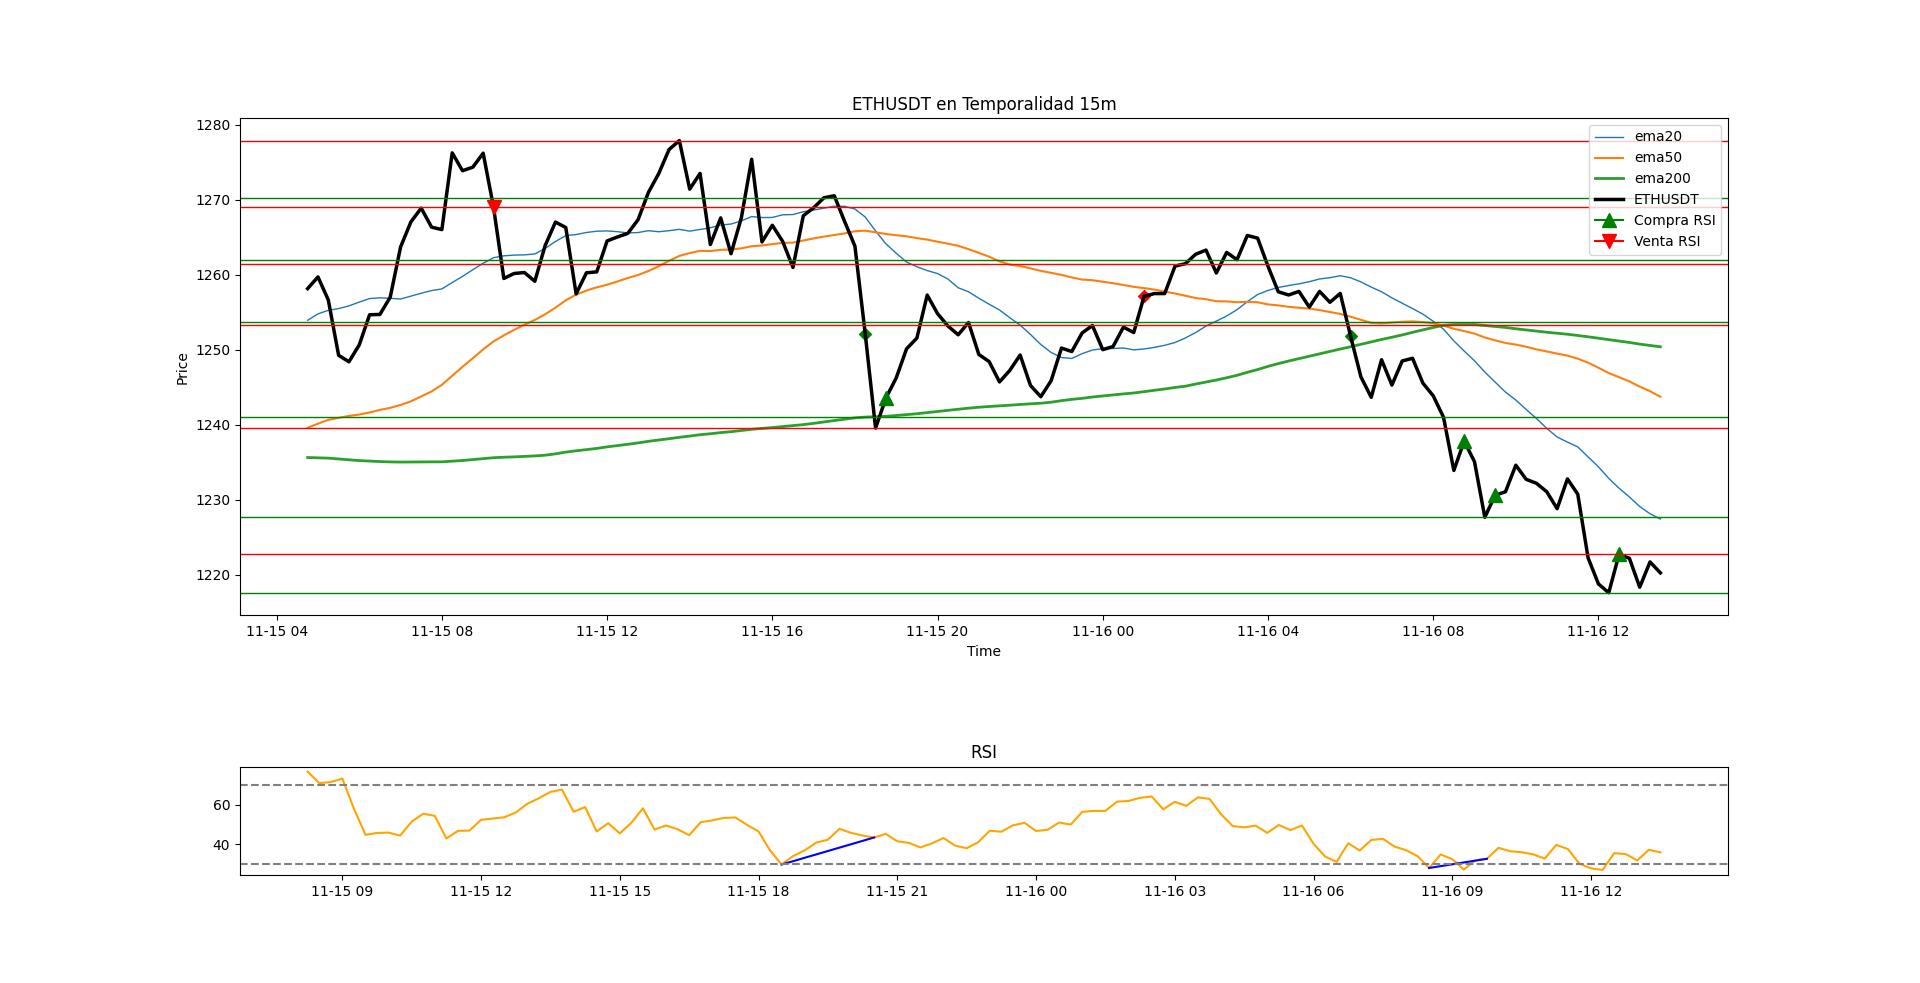 ETHUSDT en Temporalidad 15m
1280
1270
1260
1250
1240
1230
1220
Price
ema20
ema50
ema200
ETHUSDT
Compra RSI
Venta RSI
11-15 04 11-15 08 11-15 12 11-15 16 11-15 20 11-16 00 11-16 04 11-16 08 11-16 12
Time
RSI
60
40
11-15 09 11-15 12 11-15 15 11-15 18 11-15 21 11-16 00 11-16 03 11-16 06 11-16 09 11-16 12